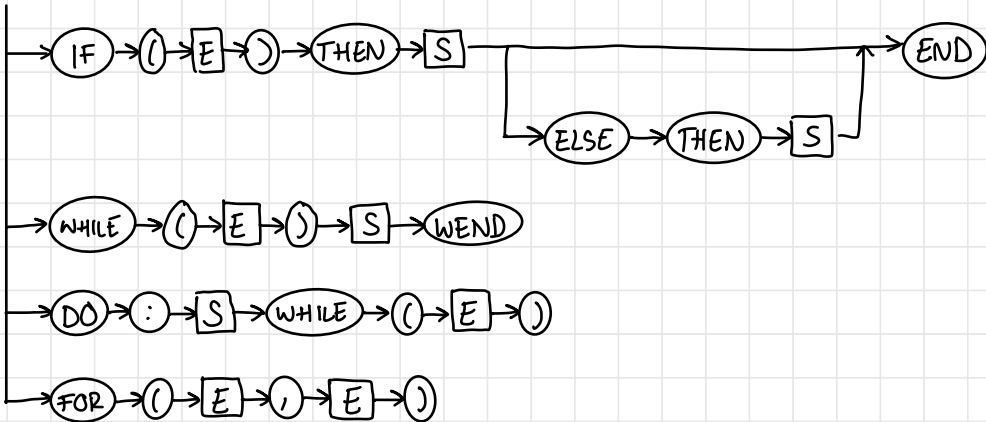 IF ( E ) THEN S END
ELSE THEN S
WHILE ( E ) S WEND
DO : S WHILE ( E )
FOR ( E , E )